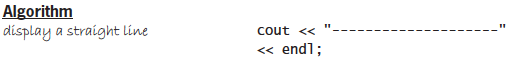 Algorithm
display a straight line    cout << "--------------------"
<< endl;